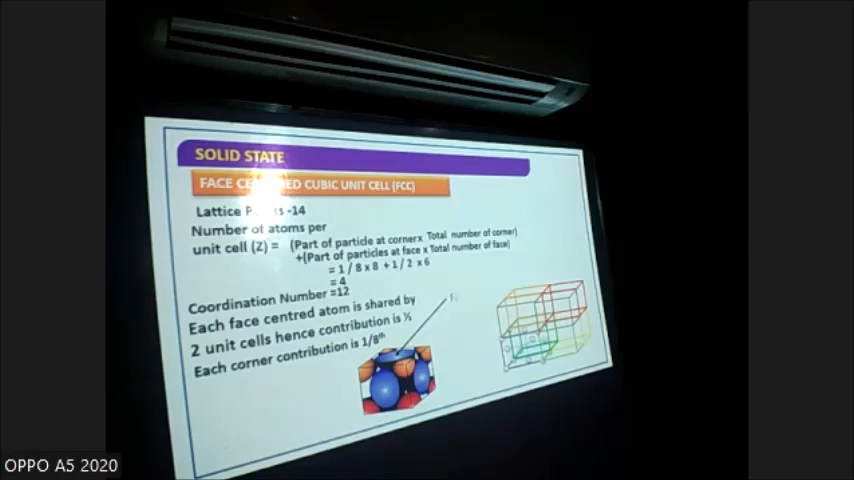 SOLID STATE
FACE CUBIC UNIT CELL (FCC)
Lattice -14
Number of atoms per
unit cell (Z) = (Part of particle at cornerx Total number of corner)
+(Part of particles at face x Total number of face)
= 1 / 8 x 8 + 1 / 2 x 6
= 4
Coordination Number =12
Each face centred atom is shared by
2 unit cells hence contribution is ½
Each corner contribution is 1/8th
OPPO A5 2020